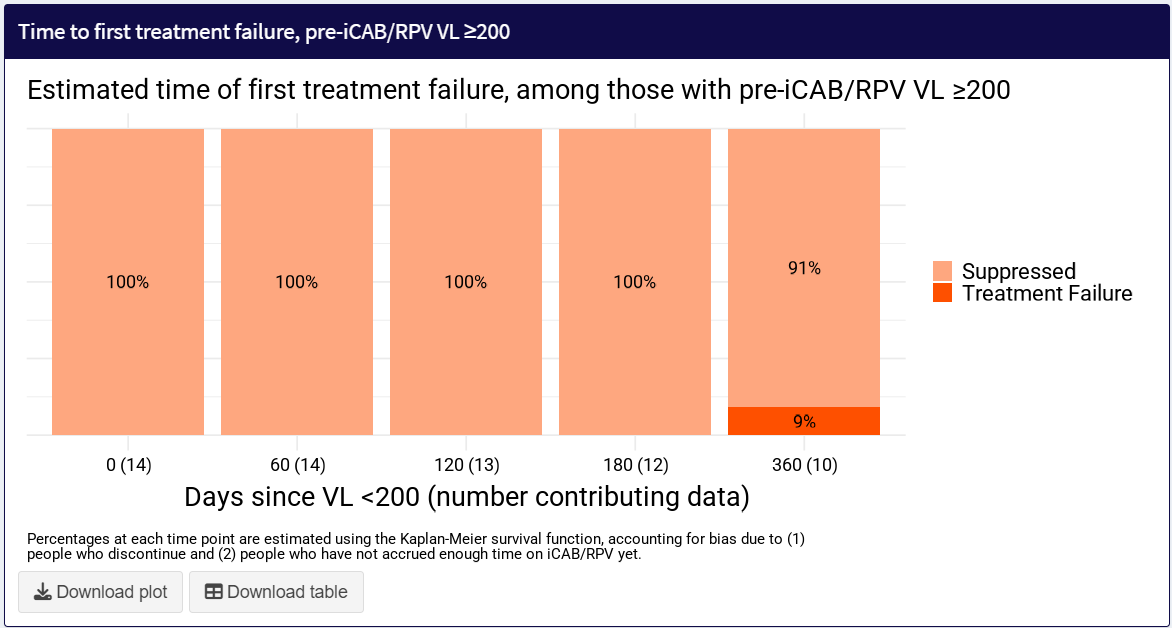 Time to first treatment failure, pre-iCAB/RPV VL ≥200
Estimated time of first treatment failure, among those with pre-iCAB/RPV VL ≥200
100%
100%
100%
100%
91%
9%
Suppressed
Treatment Failure
0 (14)
60 (14)
120 (13)
180 (12)
360 (10)
Days since VL <200 (number contributing data)
Percentages at each time point are estimated using the Kaplan-Meier survival function, accounting for bias due to (1)
people who discontinue and (2) people who have not accrued enough time on iCAB/RPV yet.
Download plot
Download table